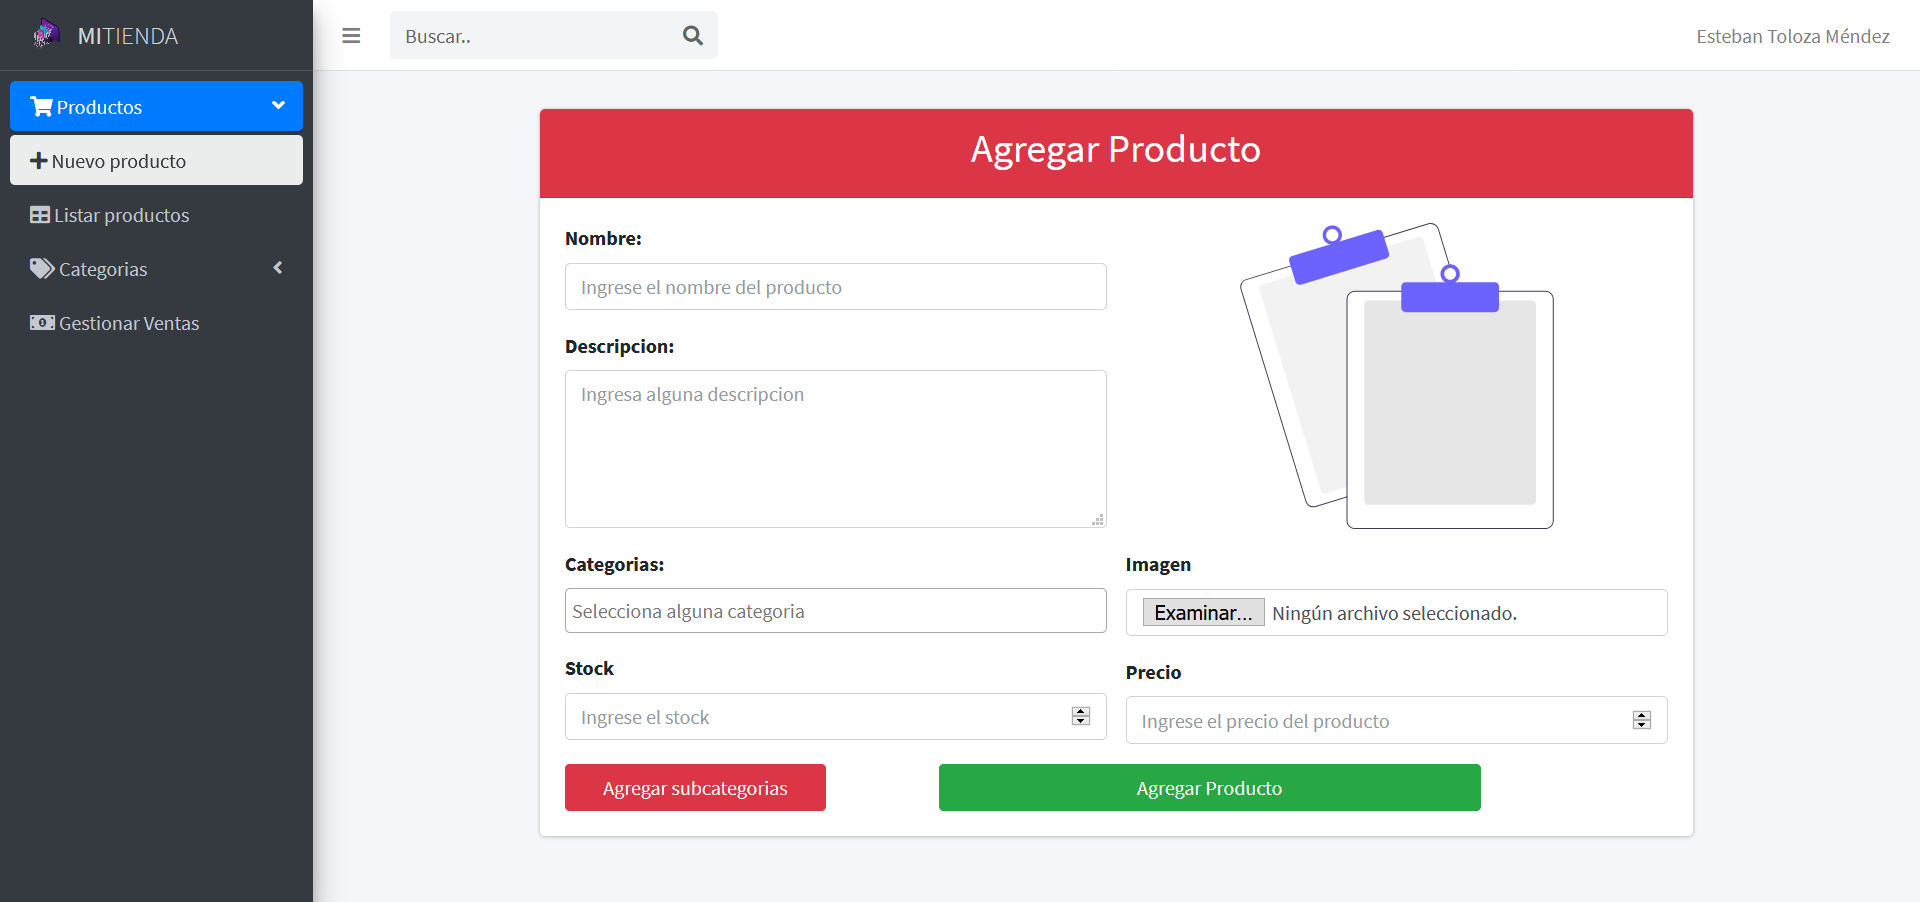 MITIENDA
Buscar..
Esteban Toloza Méndez
Productos
Nuevo producto
Listar productos
Categorias
Gestionar Ventas
Agregar Producto
Nombre:
Ingrese el nombre del producto
Descripcion:
Ingresa alguna descripcion
Categorias:
Selecciona alguna categoria
Imagen
Examinar... Ningún archivo seleccionado.
Stock
Ingrese el stock
Precio
Ingrese el precio del producto
Agregar subcategorias
Agregar Producto